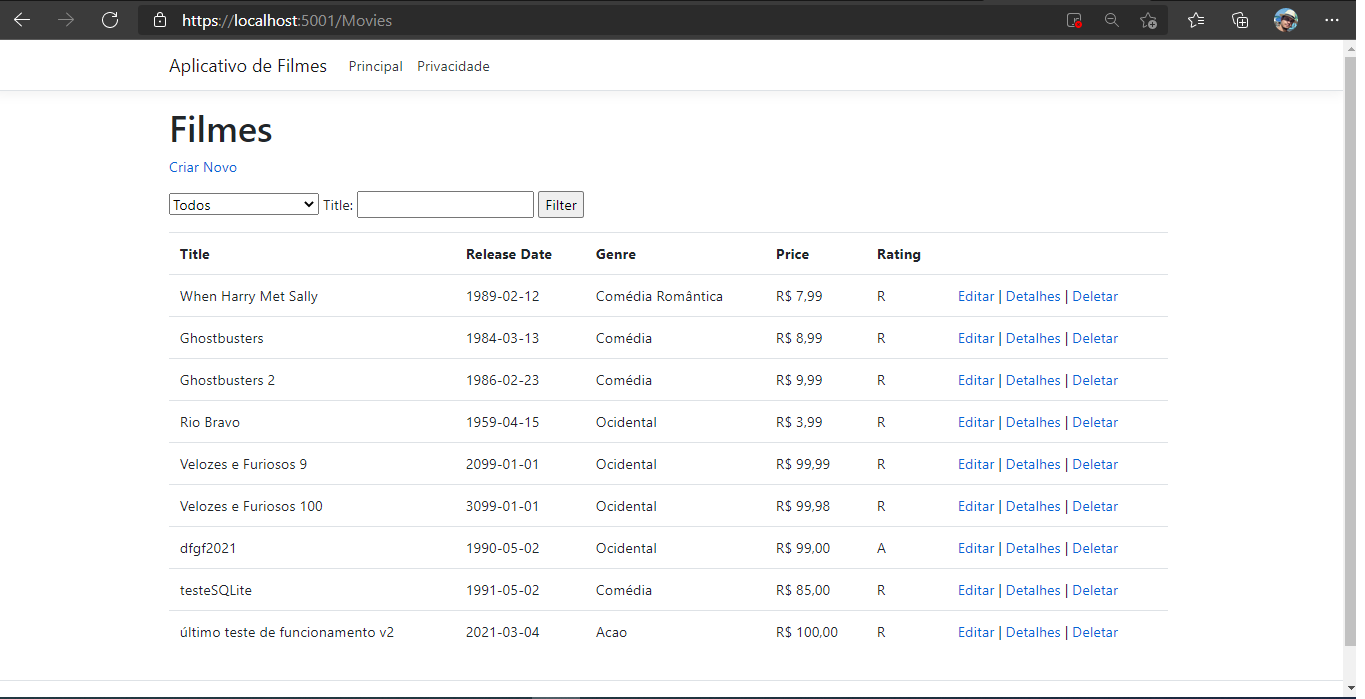 https://localhost:5001/Movies
Aplicativo de Filmes Principal Privacidade
Filmes
Criar Novo
Todos Title: Filter
Title Release Date Genre Price Rating
When Harry Met Sally 1989-02-12 Comédia Romântica R$ 7,99 R Editar | Detalhes | Deletar
Ghostbusters 1984-03-13 Comédia R$ 8,99 R Editar | Detalhes | Deletar
Ghostbusters 2 1986-02-23 Comédia R$ 9,99 R Editar | Detalhes | Deletar
Rio Bravo 1959-04-15 Ocidental R$ 3,99 R Editar | Detalhes | Deletar
Velozes e Furiosos 9 2099-01-01 Ocidental R$ 99,99 R Editar | Detalhes | Deletar
Velozes e Furiosos 100 3099-01-01 Ocidental R$ 99,98 R Editar | Detalhes | Deletar
dfgf2021 1990-05-02 Ocidental R$ 99,00 A Editar | Detalhes | Deletar
testeSQLite 1991-05-02 Comédia R$ 85,00 R Editar | Detalhes | Deletar
último teste de funcionamento v2 2021-03-04 Acao R$ 100,00 R Editar | Detalhes | Deletar